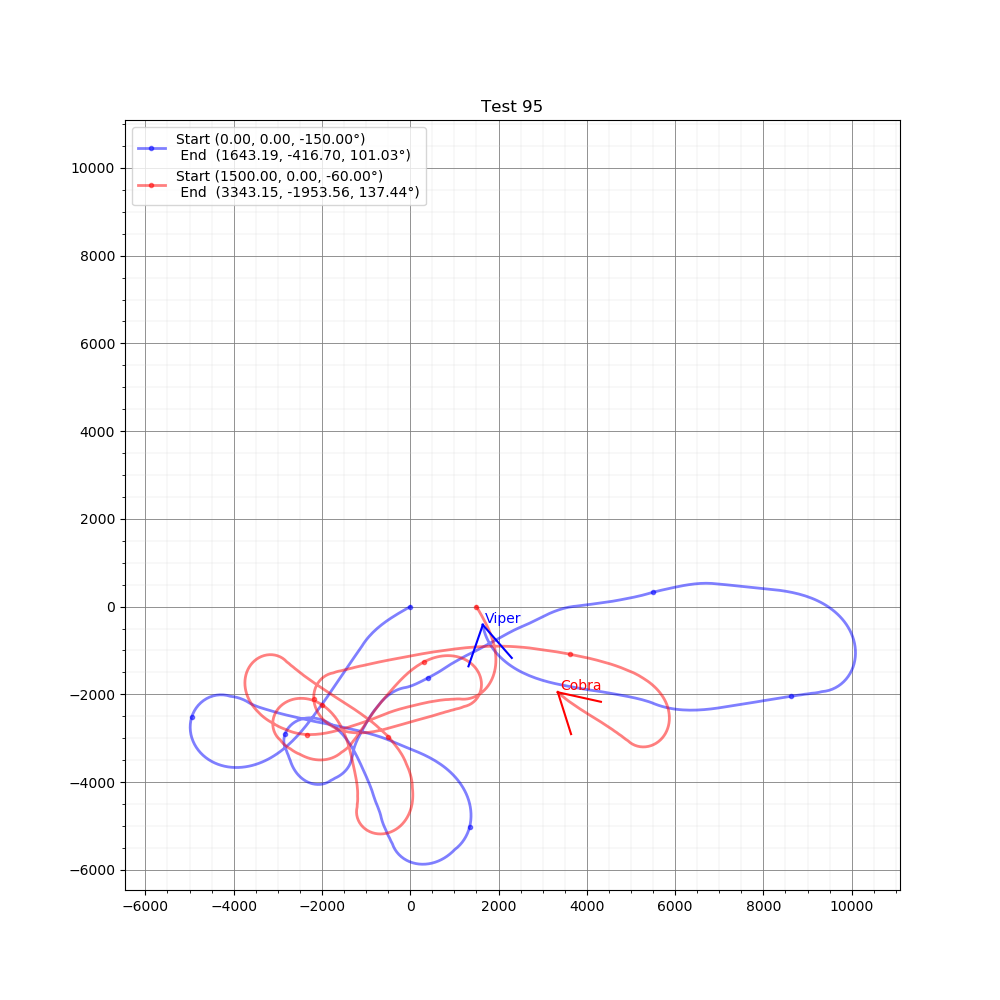 Test 95
Start (0.00, 0.00, -150.00°)
End  (1643.19, -416.70, 101.03°)
Start (1500.00, 0.00, -60.00°)
End  (3343.15, -1953.56, 137.44°)
10000
8000
6000
4000
2000
0
−2000
−4000
−6000
Viper
Cobra
−6000 −4000 −2000 0 2000 4000 6000 8000 10000